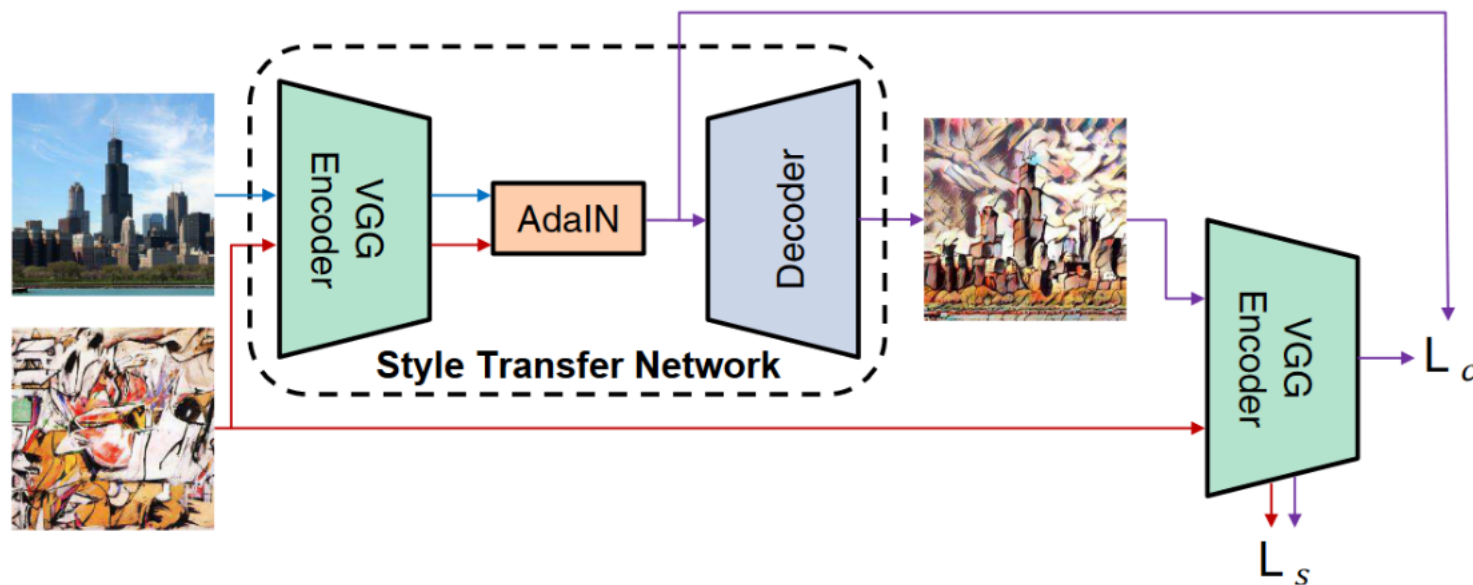 VGG
Encoder
AdaIN
Decoder
Style Transfer Network
VGG
Encoder
L c
L s